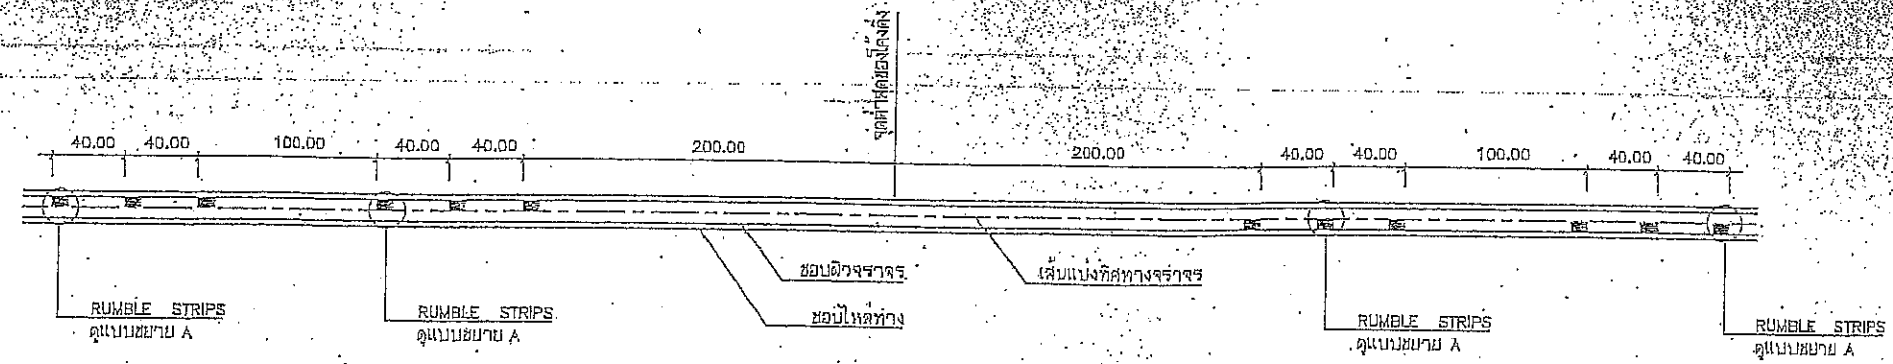 จุดต่ำสุดของโค้งดิ่ง
40.00 40.00 100.00 40.00 40.00 200.00 200.00 40.00 40.00 100.00 40.00 40.00
ขอบผิวจราจร
เส้นแบ่งทิศทางจราจร
ขอบไหล่ทาง
RUMBLE STRIPS
ดูแบบขยาย A
RUMBLE STRIPS
ดูแบบขยาย A
RUMBLE STRIPS
ดูแบบขยาย A
RUMBLE STRIPS
ดูแบบขยาย A